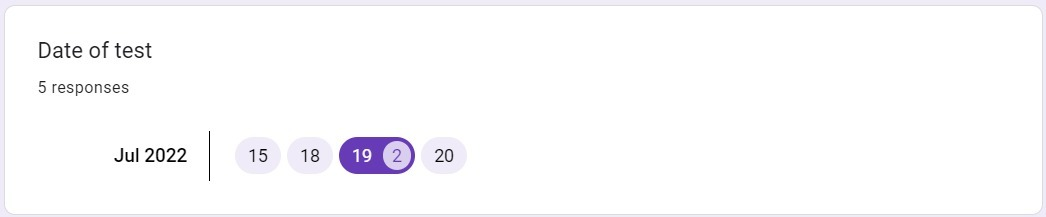 Date of test
5 responses
Jul 2022 15 18 19 2 20